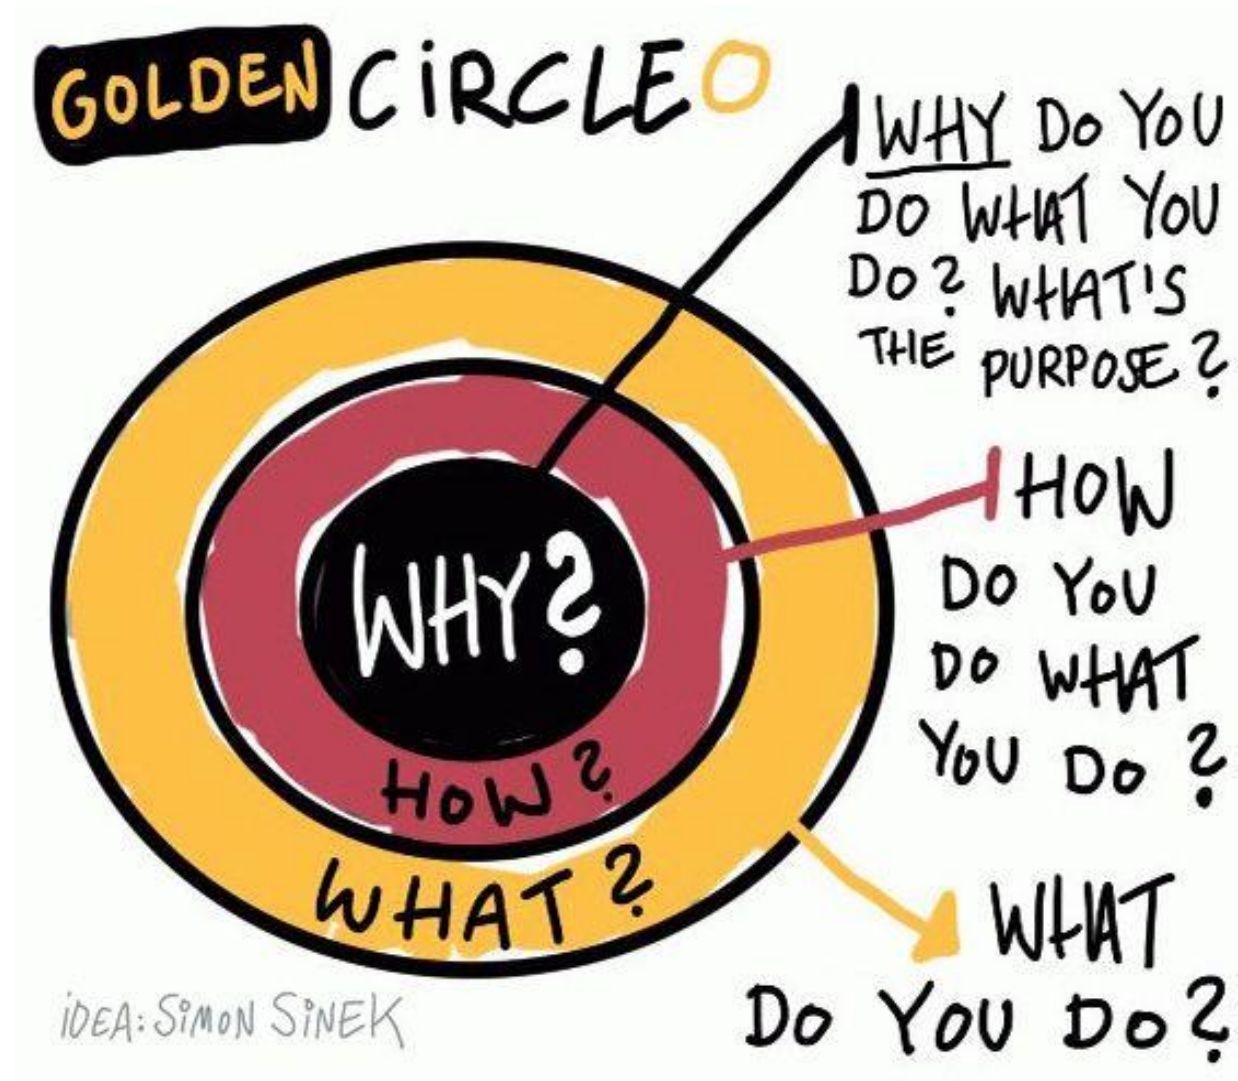 GOLDEN CiRCLE
WHY DO YOU
DO WHAT YOU
DO? WHAT'S
THE PURPOSE?
HOW
DO YOU
DO WHAT
YOU DO?
WHY?
HOW?
WHAT?
WHAT
DO YOU DO?
iDEA: SiMON SiNEK